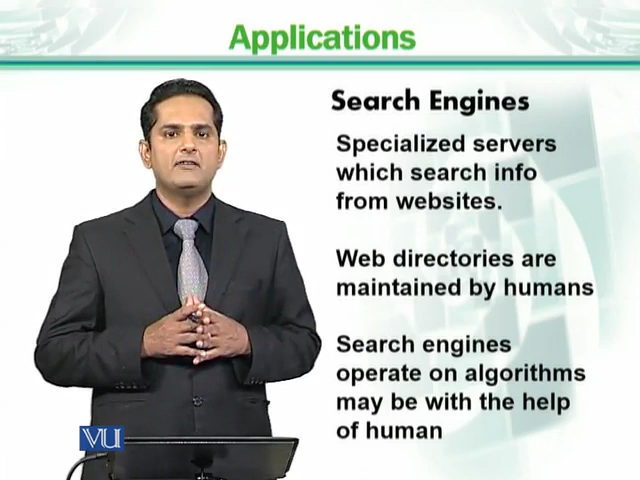 Applications
Search Engines
Specialized servers
which search info
from websites.
Web directories are
maintained by humans
Search engines
operate on algorithms
may be with the help
of human
VU